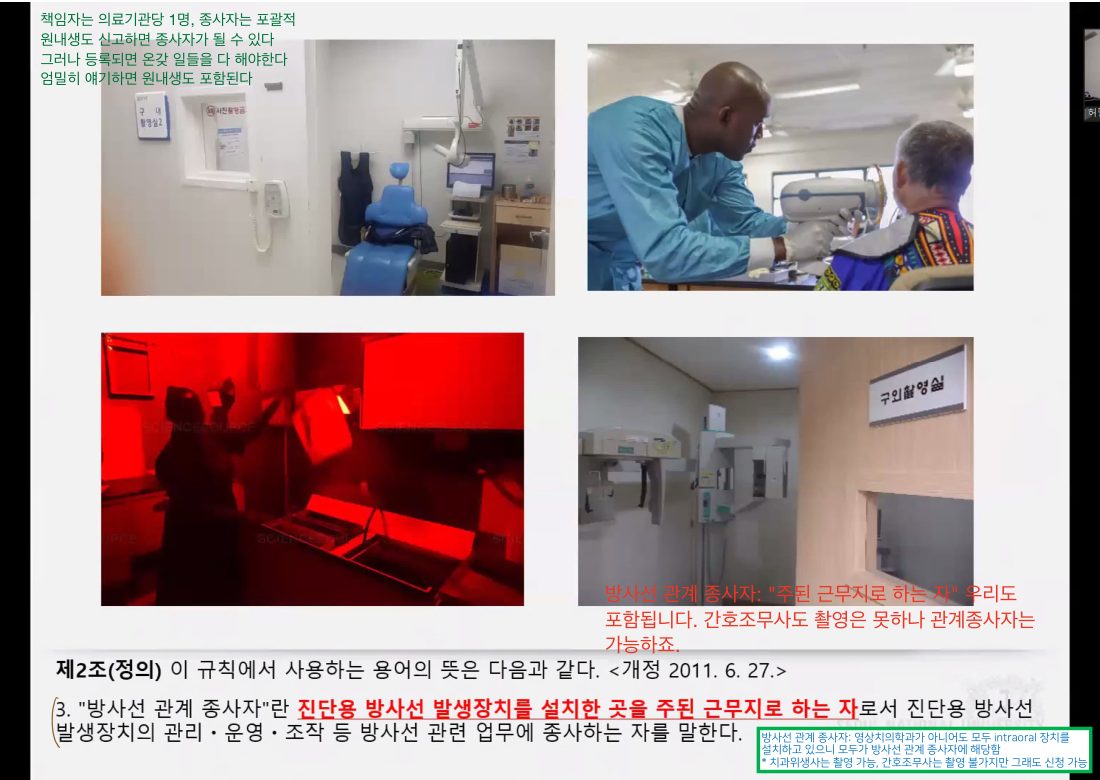 책임자는 의료기관당 1명, 종사자는 포괄적
원내생도 신고하면 종사자가 될 수 있다
그러나 등록되면 온갖 일들을 다 해야한다
엄밀히 얘기하면 원내생도 포함된다
구 내
촬영실2
구외촬영실
SCIENCESOURCE
방사선 관계 종사자: "주된 근무지로 하는 자" 우리도
포함됩니다. 간호조무사도 촬영은 못하나 관계종사자는
가능하죠.
제2조(정의) 이 규칙에서 사용하는 용어의 뜻은 다음과 같다. <개정 2011. 6. 27.>
3. "방사선 관계 종사자"란 진단용 방사선 발생장치를 설치한 곳을 주된 근무지로 하는 자로서 진단용 방사선
발생장치의 관리·운영·조작 등 방사선 관련 업무에 종사하는 자를 말한다.
방사선 관계 종사자: 영상치의학과가 아니어도 모두 intraoral 장치를
설치하고 있으니 모두가 방사선 관계 종사자에 해당함
* 치과위생사는 촬영 가능, 간호조무사는 촬영 불가지만 그래도 신청 가능